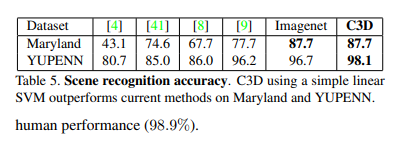 Dataset [4] [41] [8] [9] Imagenet C3D
Maryland 43.1 74.6 67.7 77.7 87.7 87.7
YUPENN 80.7 85.0 86.0 96.2 96.7 98.1
Table 5. Scene recognition accuracy. C3D using a simple linear
SVM outperforms current methods on Maryland and YUPENN.
human performance (98.9%).